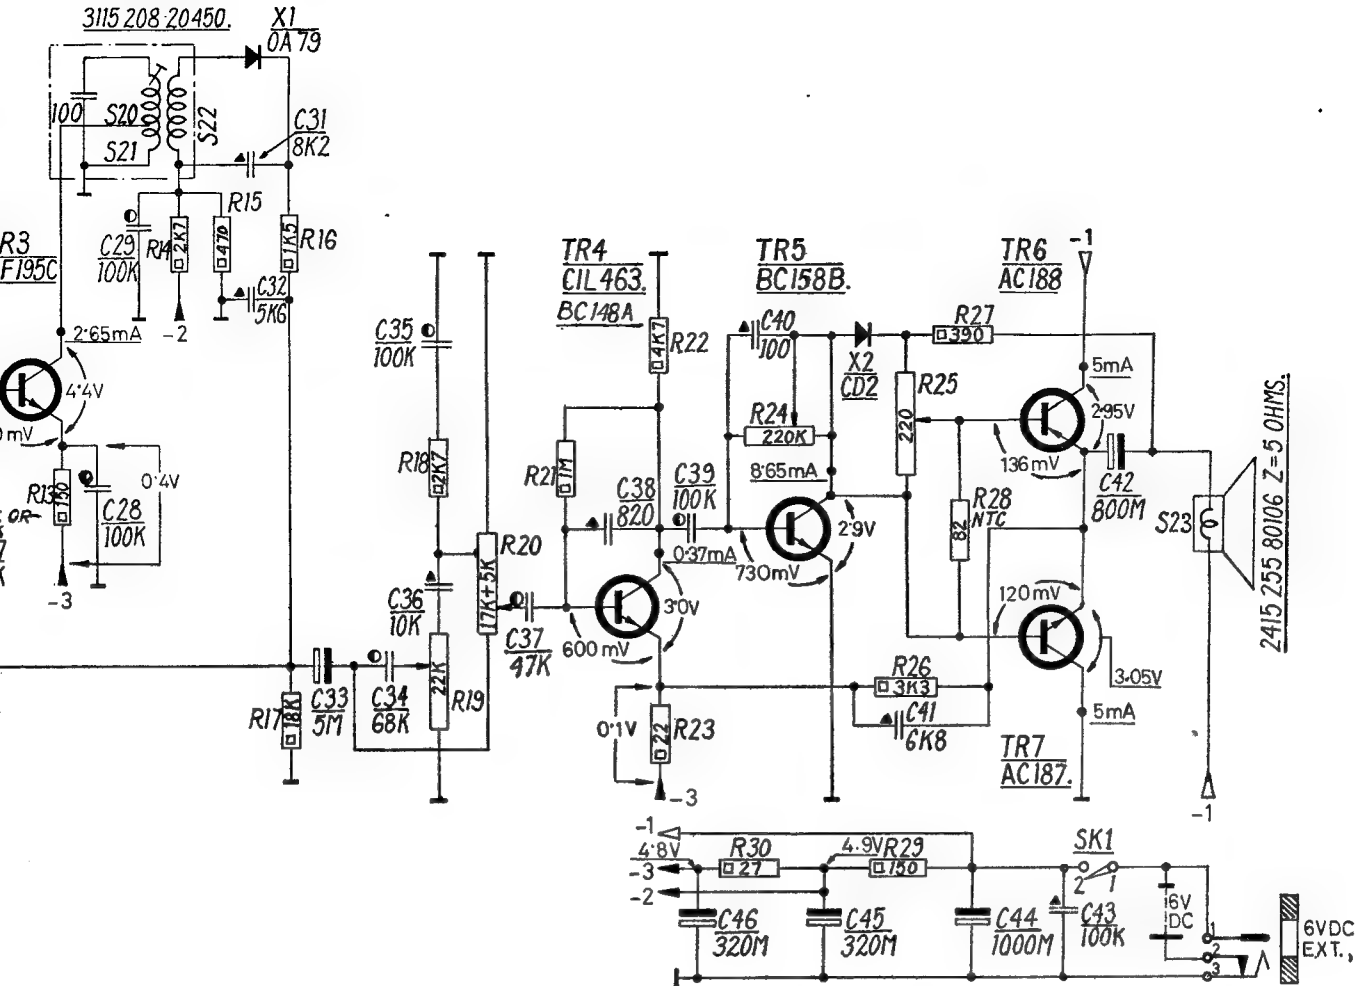 3115 208 20450.
X1
OA79
100
S20
S21
S22
C31
8K2
R15
R3
F195C
C29
100K
R14
2K7
470
1K5
R16
C32
5K6
-2
2·65mA
4·4V
mV
R13
150
0·4V
OR-
C28
100K
-3
C35
100K
R18
2K7
C36
10K
R20
17K+5K
22K
R19
R17
18K
C33
5M
C34
68K
C37
47K
TR4
CIL463.
BC148A
4K7
R22
R21
1M
C38
820
C39
100K
0·37mA
3·0V
600mV
0·1V
22
R23
-3
TR5
BC158B.
C40
100
X2
CD2
R24
220K
8·65mA
2·9V
730mV
R25
220
R27
390
R28
NTC
82
R26
3K3
C41
6K8
TR6
AC188
-1
5mA
2·95V
136mV
C42
800M
120mV
3·05V
5mA
TR7
AC187.
S23
2415 255 80106 Z=5 OHMS.
-1
-1
4·8V
-3
-2
R30
27
4.9V
R29
150
SK1
2
1
C46
320M
C45
320M
C44
1000M
C43
100K
6V
DC
1
2
3
6VDC
EXT.,